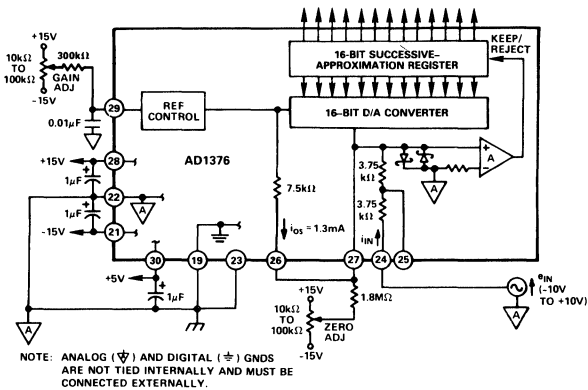 +15V
10kΩ
TO
100kΩ
-15V
300kΩ
GAIN
ADJ
0.01μF
29
REF
CONTROL
16-BIT SUCCESSIVE-
APPROXIMATION REGISTER
KEEP/
REJECT
16-BIT D/A CONVERTER
AD1376
+15V
28
1μF
22
A
1μF
-15V
21
7.5kΩ
iOS = 1.3mA
3.75
kΩ
3.75
kΩ
iIN
A
+
–
A
30
19
23
26
27
24
25
+5V
1μF
A
+15V
10kΩ
TO
100kΩ
-15V
ZERO
ADJ
1.8MΩ
eIN
(-10V
TO +10V)
A
NOTE: ANALOG (A) AND DIGITAL (⏚) GNDS
ARE NOT TIED INTERNALLY AND MUST BE
CONNECTED EXTERNALLY.